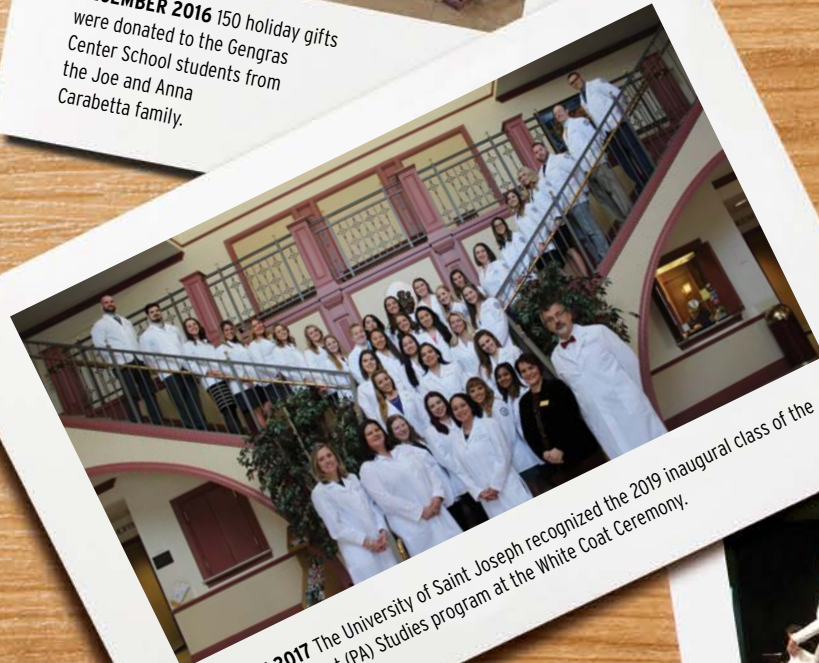 2016 150 holiday gifts
were donated to the Gengras
Center School students from
the Joe and Anna
Carabetta family.
2017 The University of Saint Joseph recognized the 2019 inaugural class of the
(PA) Studies program at the White Coat Ceremony.